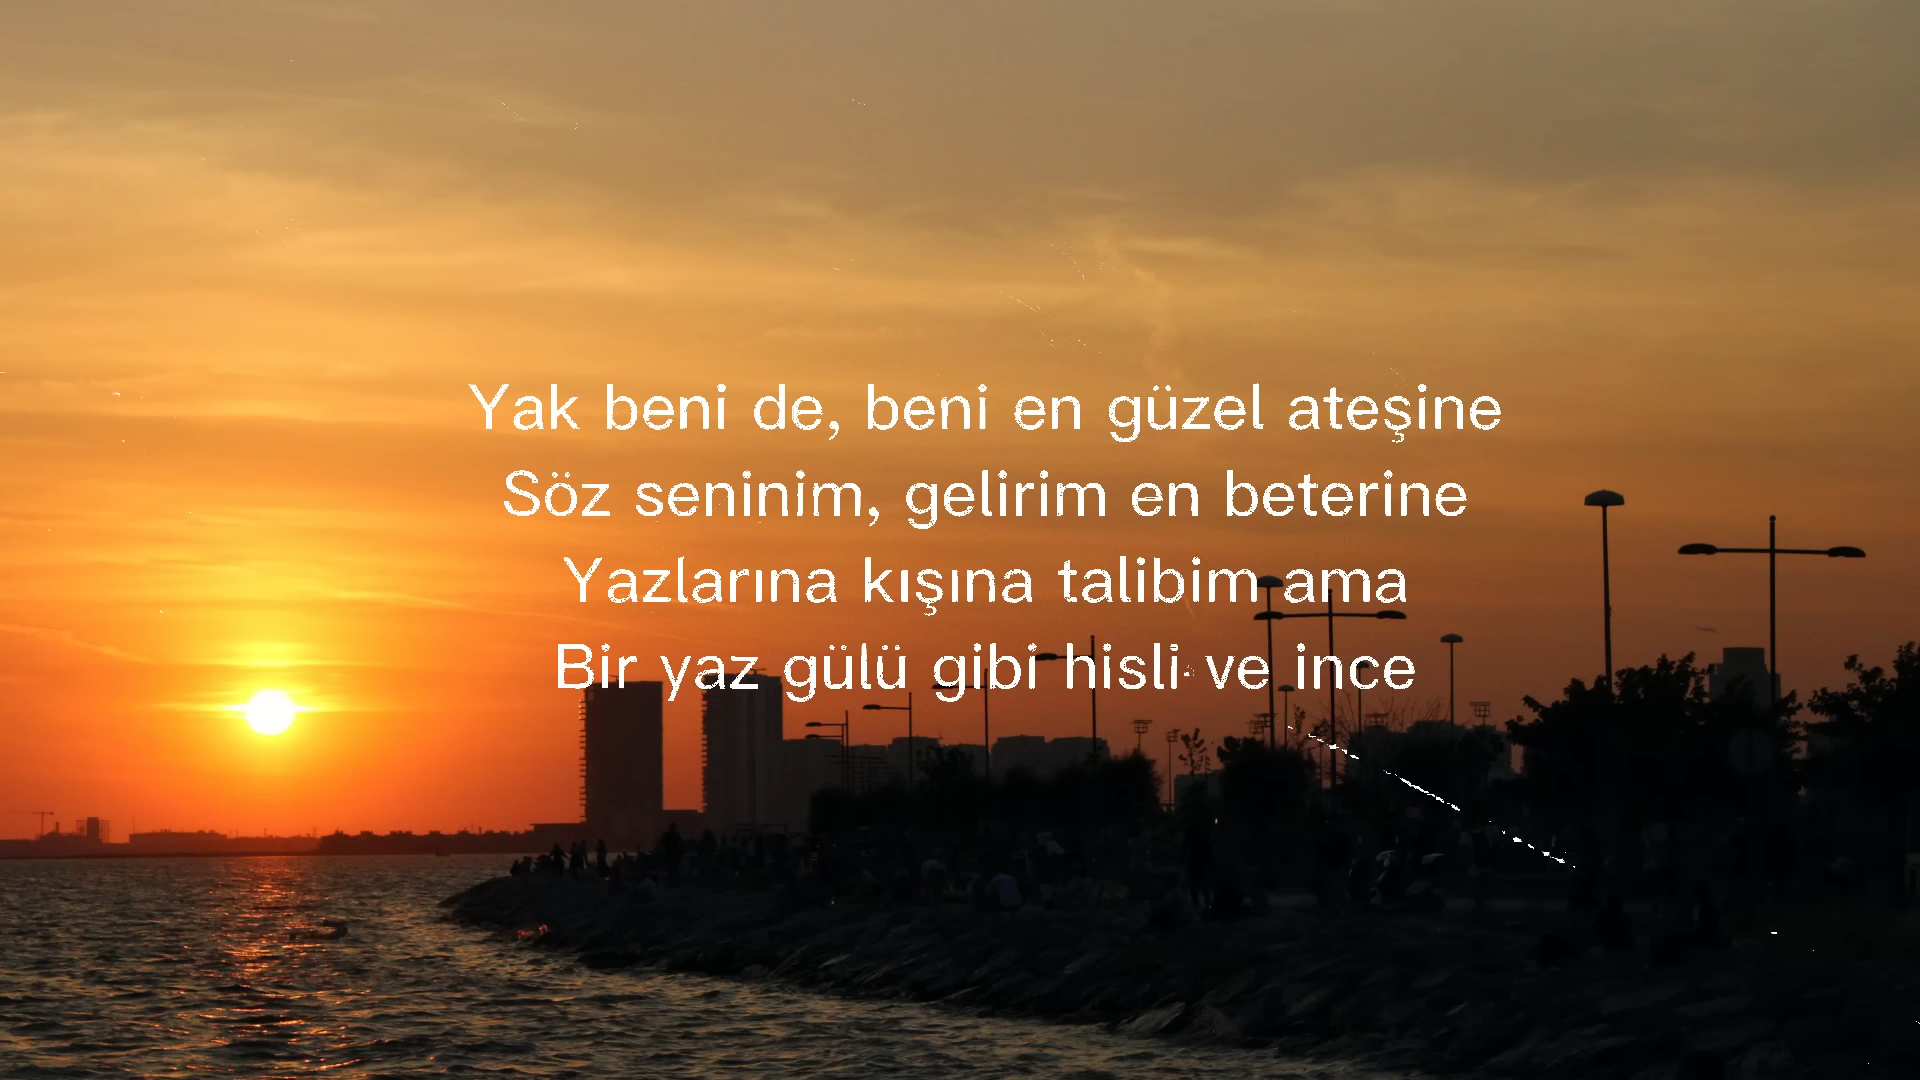 Yak beni de, beni en güzel ateşine
Söz seninim, gelirim en beterine
Yazlarına kışına talibim ama
Bir yaz gülü gibi hisli ve ince